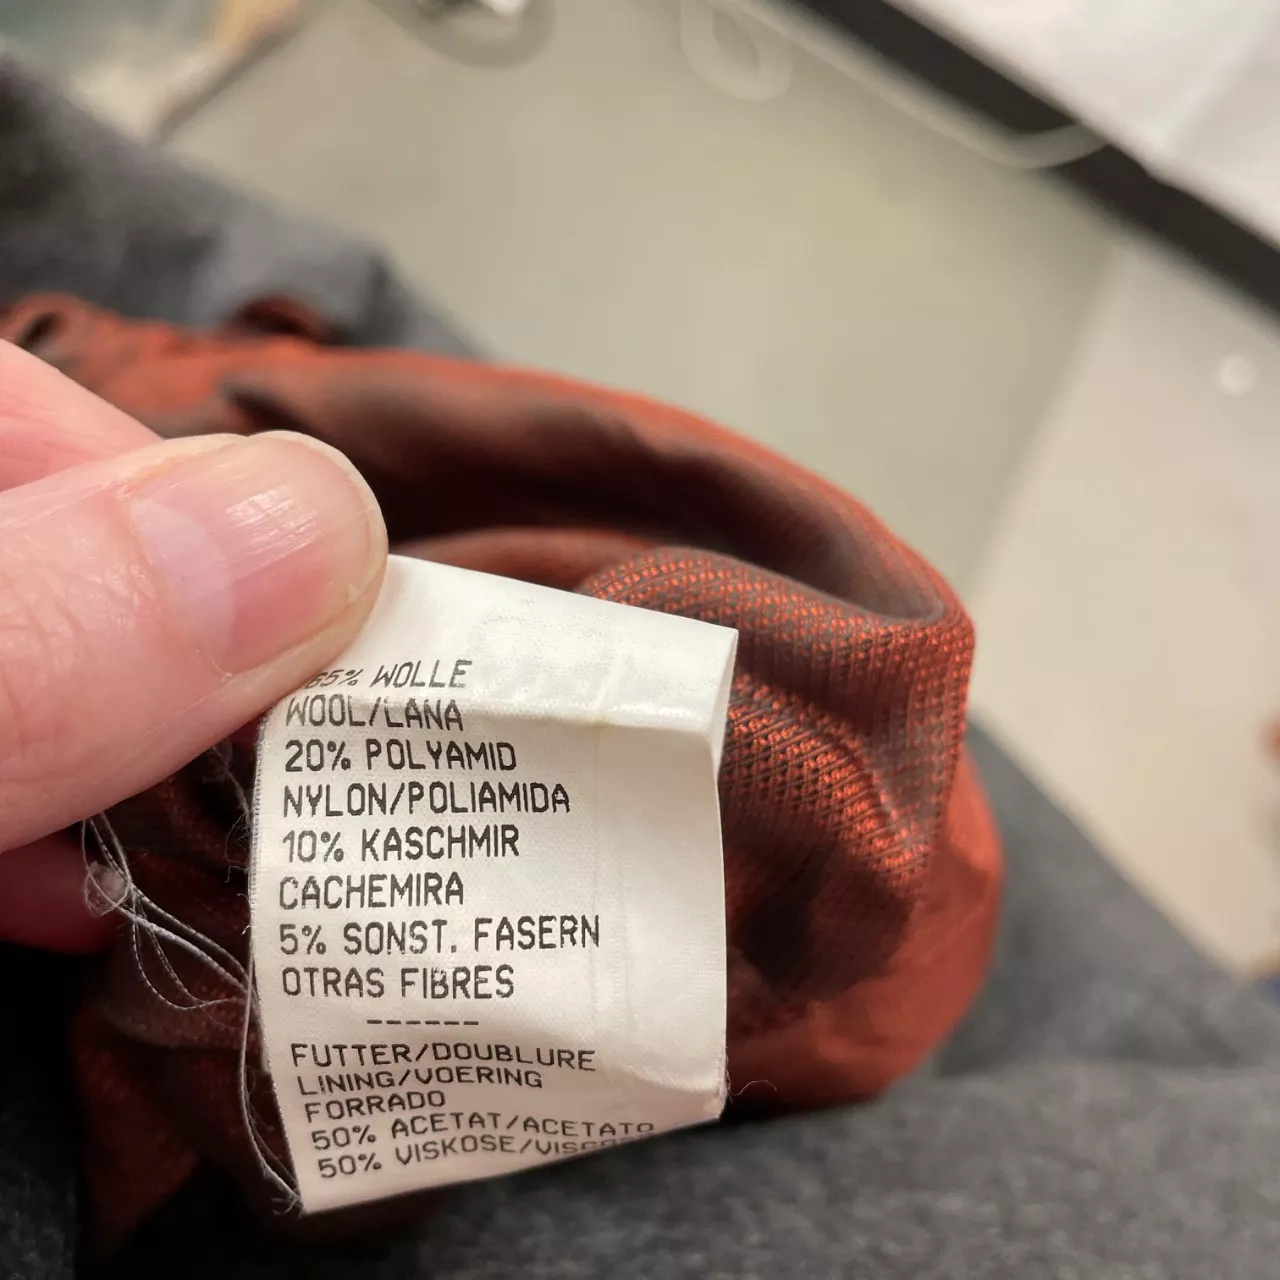 65% WOLLE
WOOL/LANA
20% POLYAMID
NYLON/POLIAMIDA
10% KASCHMIR
CACHEMIRA
5% SONST. FASERN
OTRAS FIBRES
------
FUTTER/DOUBLURE
LINING/VOERING
FORRADO
50% ACETAT/ACETATO
50% VISKOSE/